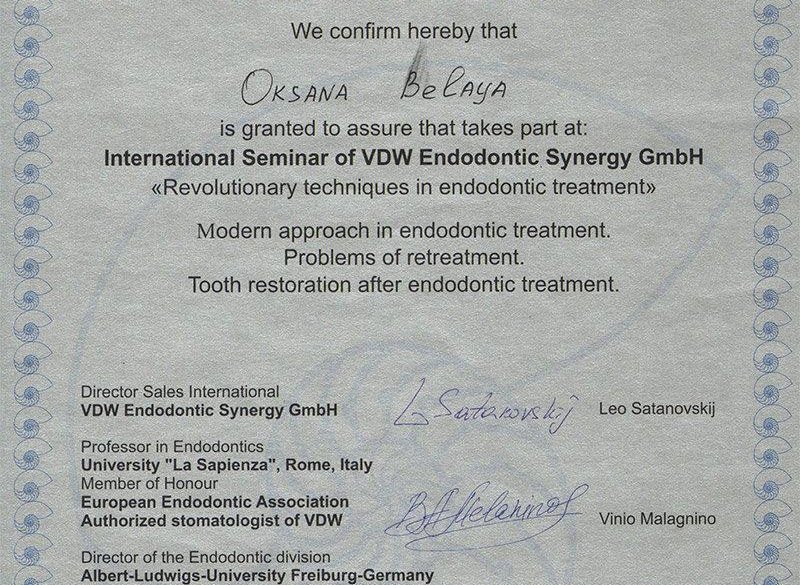 We confirm hereby that
Oksana Belaya
is granted to assure that takes part at:
International Seminar of VDW Endodontic Synergy GmbH
«Revolutionary techniques in endodontic treatment»
Modern approach in endodontic treatment.
Problems of retreatment.
Tooth restoration after endodontic treatment.
Director Sales International
VDW Endodontic Synergy GmbH
L Satanovskij
Leo Satanovskij
Professor in Endodontics
University "La Sapienza", Rome, Italy
Member of Honour
European Endodontic Association
Authorized stomatologist of VDW
Vinio Malagnino
Director of the Endodontic division
Albert-Ludwigs-University Freiburg-Germany